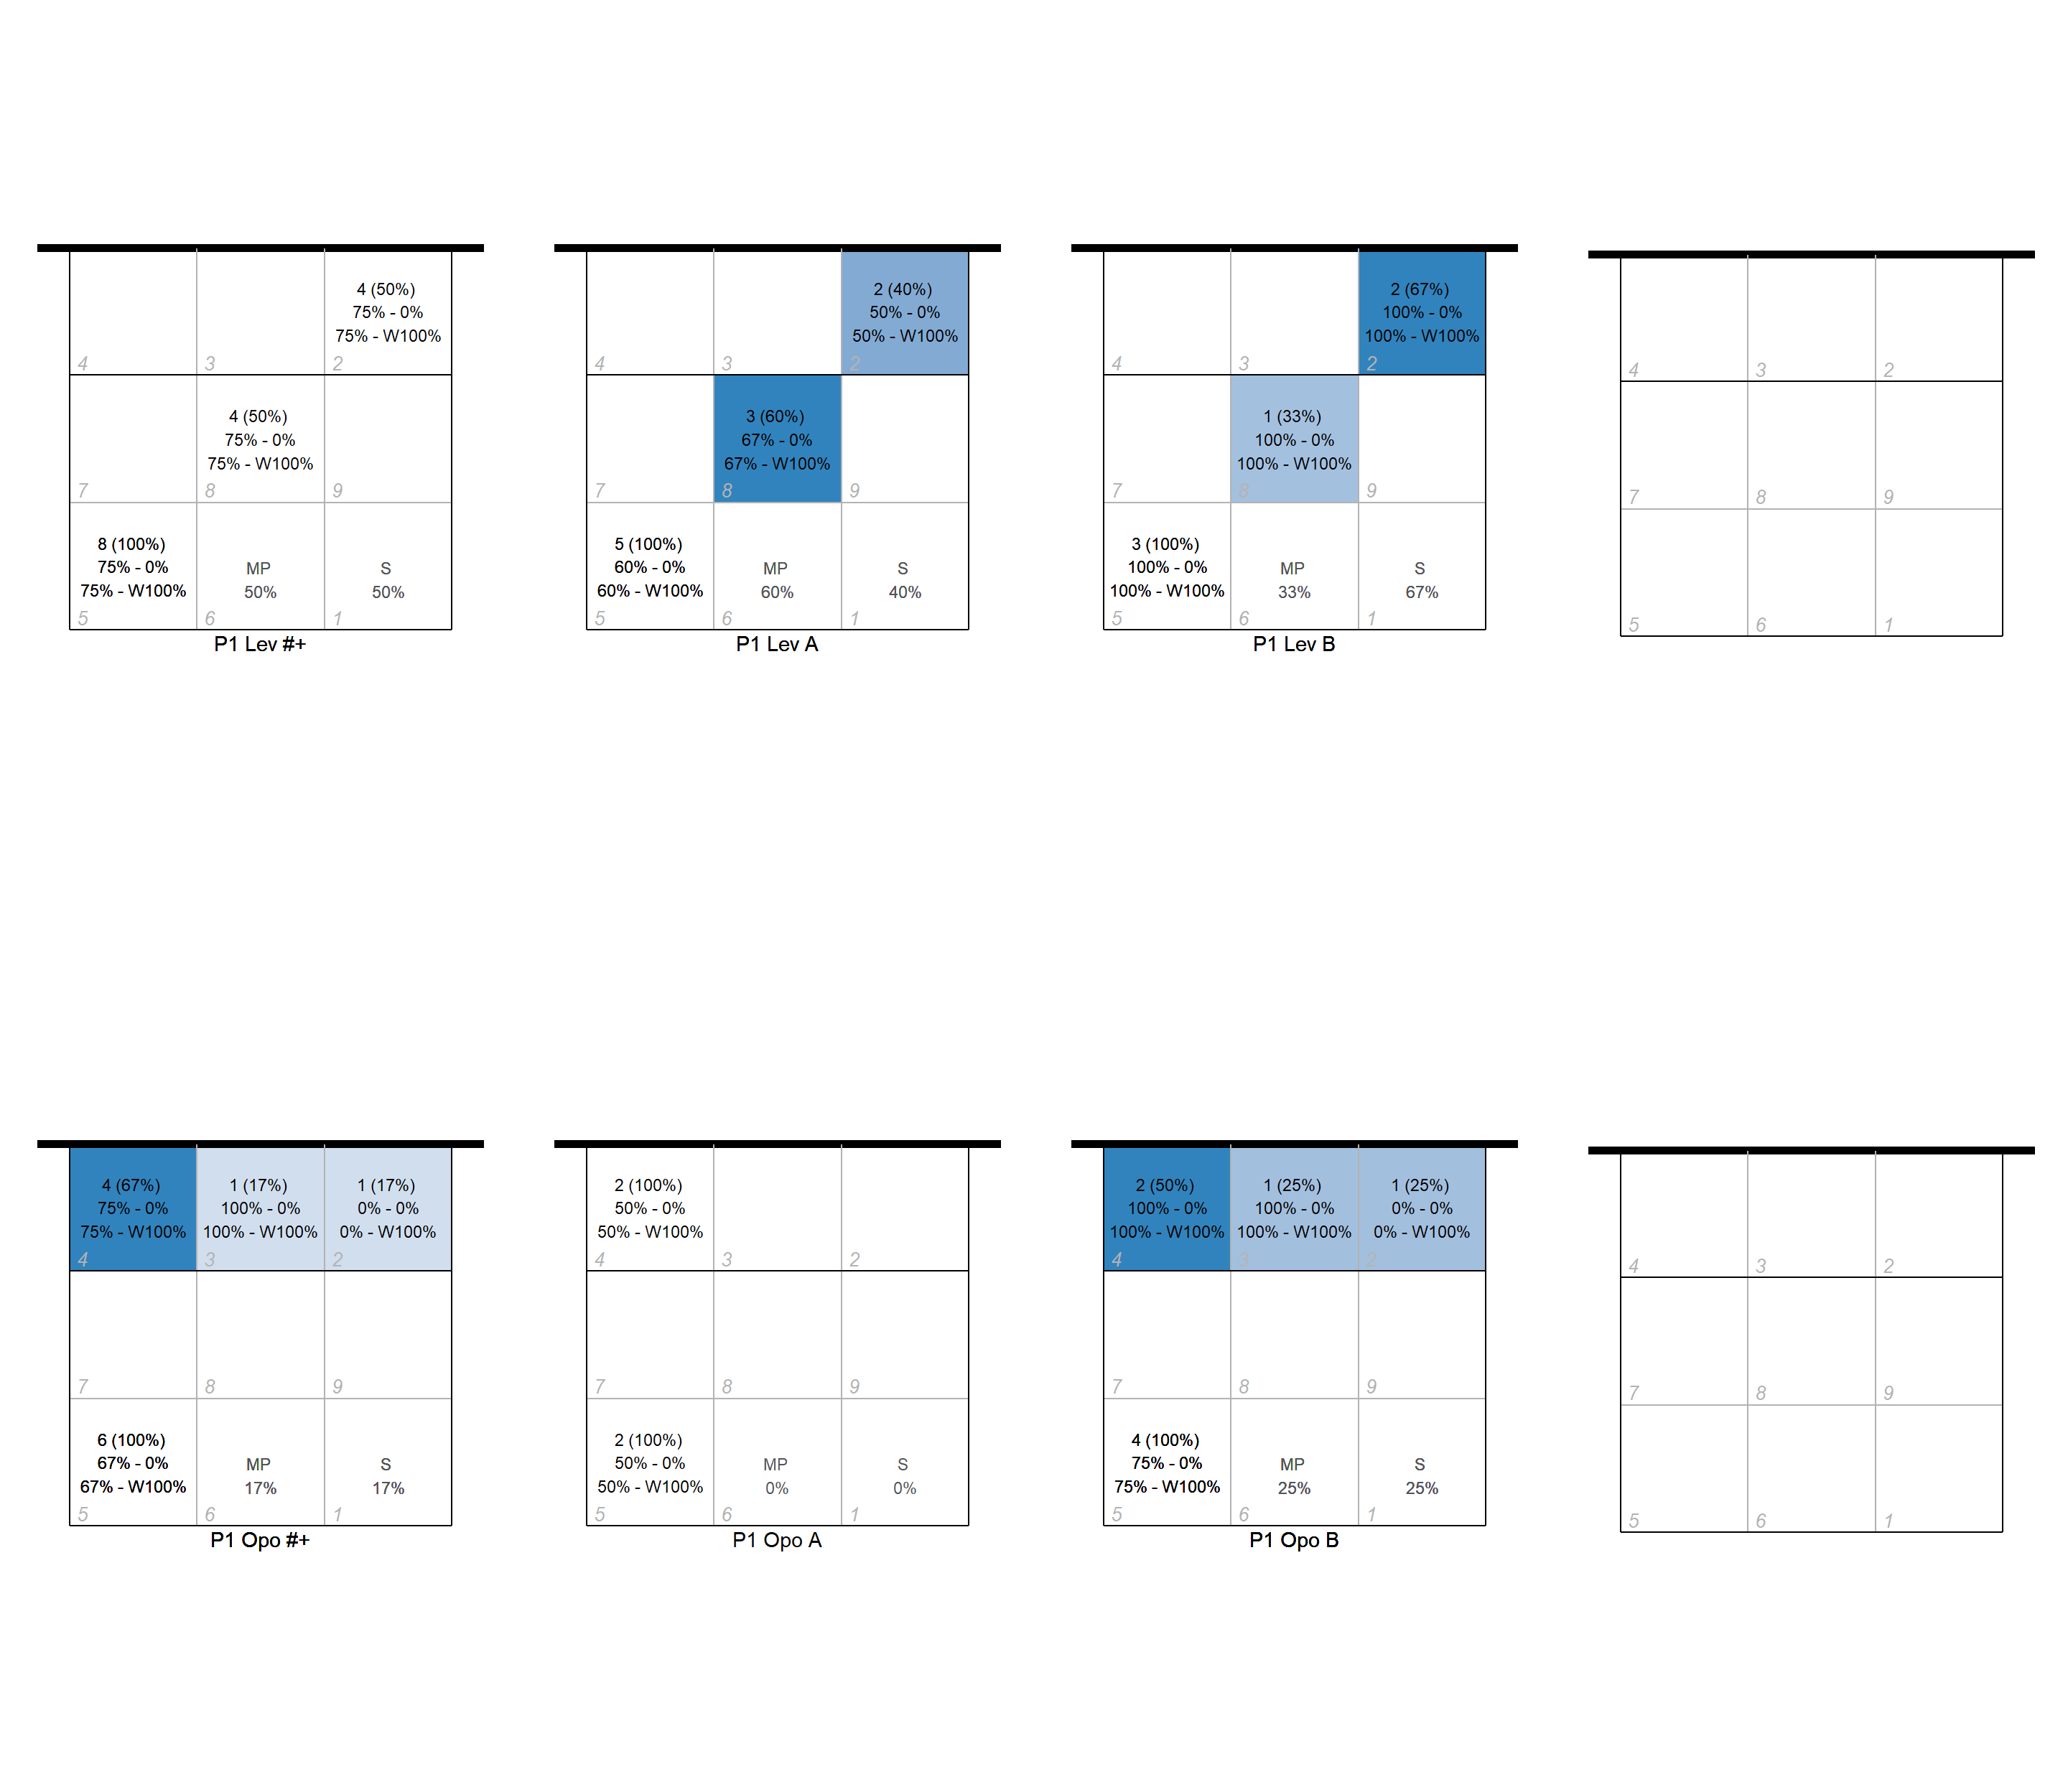 4 (50%)
75% - 0%
75% - W100%
4
3
2
4 (50%)
75% - 0%
75% - W100%
7
8
9
8 (100%)
75% - 0%
75% - W100%
MP
50%
S
50%
5
6
1
P1 Lev #+
2 (40%)
50% - 0%
50% - W100%
4
3
2
3 (60%)
67% - 0%
67% - W100%
7
8
9
5 (100%)
60% - 0%
60% - W100%
MP
60%
S
40%
5
6
1
P1 Lev A
2 (67%)
100% - 0%
100% - W100%
4
3
2
1 (33%)
100% - 0%
100% - W100%
7
8
9
3 (100%)
100% - 0%
100% - W100%
MP
33%
S
67%
5
6
1
P1 Lev B
4
3
2
7
8
9
5
6
1
4 (67%)
75% - 0%
75% - W100%
1 (17%)
100% - 0%
100% - W100%
1 (17%)
0% - 0%
0% - W100%
4
3
2
7
8
9
6 (100%)
67% - 0%
67% - W100%
MP
17%
S
17%
5
6
1
P1 Opo #+
2 (100%)
50% - 0%
50% - W100%
4
3
2
7
8
9
2 (100%)
50% - 0%
50% - W100%
MP
0%
S
0%
5
6
1
P1 Opo A
2 (50%)
100% - 0%
100% - W100%
1 (25%)
100% - 0%
100% - W100%
1 (25%)
0% - 0%
0% - W100%
4
3
2
7
8
9
4 (100%)
75% - 0%
75% - W100%
MP
25%
S
25%
5
6
1
P1 Opo B
4
3
2
7
8
9
5
6
1